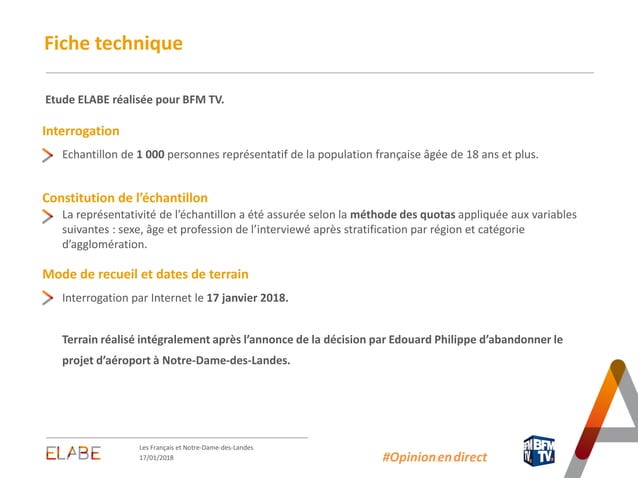 Fiche technique
Etude ELABE réalisée pour BFM TV.
Interrogation
Echantillon de 1 000 personnes représentatif de la population française âgée de 18 ans et plus.
Constitution de l’échantillon
La représentativité de l’échantillon a été assurée selon la méthode des quotas appliquée aux variables
suivantes : sexe, âge et profession de l’interviewé après stratification par région et catégorie
d’agglomération.
Mode de recueil et dates de terrain
Interrogation par Internet le 17 janvier 2018.
Terrain réalisé intégralement après l’annonce de la décision par Edouard Philippe d’abandonner le
projet d’aéroport à Notre-Dame-des-Landes.
ELABE
Les Français et Notre-Dame-des-Landes
17/01/2018
#Opinionendirect
BFM
TV.